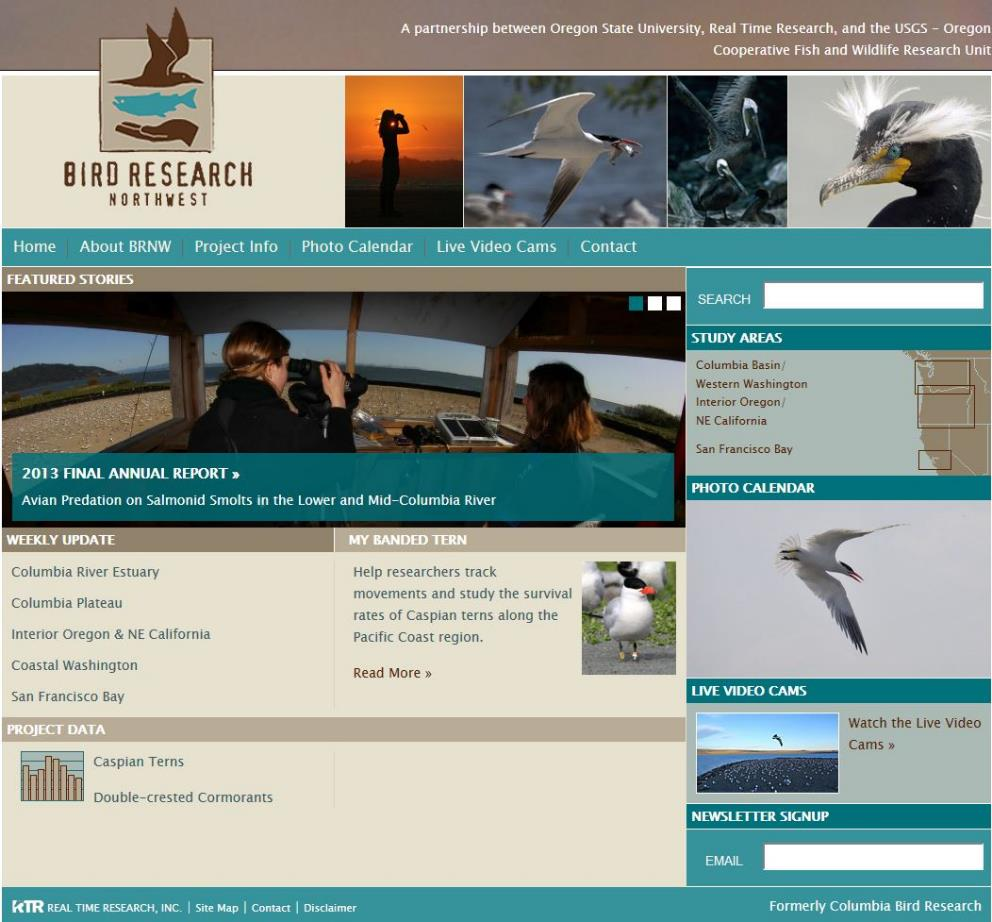 A partnership between Oregon State University, Real Time Research, and the USGS - Oregon
Cooperative Fish and Wildlife Research Unit
BIRD RESEARCH
NORTHWEST
Home About BRNW Project Info Photo Calendar Live Video Cams Contact
FEATURED STORIES
2013 FINAL ANNUAL REPORT »
Avian Predation on Salmonid Smolts in the Lower and Mid-Columbia River
WEEKLY UPDATE
Columbia River Estuary
Columbia Plateau
Interior Oregon & NE California
Coastal Washington
San Francisco Bay
MY BANDED TERN
Help researchers track
movements and study the survival
rates of Caspian terns along the
Pacific Coast region.
Read More »
PROJECT DATA
Caspian Terns
Double-crested Cormorants
SEARCH
STUDY AREAS
Columbia Basin/
Western Washington
Interior Oregon/
NE California
San Francisco Bay
PHOTO CALENDAR
LIVE VIDEO CAMS
Watch the Live Video
Cams »
NEWSLETTER SIGNUP
EMAIL
RTR REAL TIME RESEARCH, INC. | Site Map | Contact | Disclaimer
Formerly Columbia Bird Research